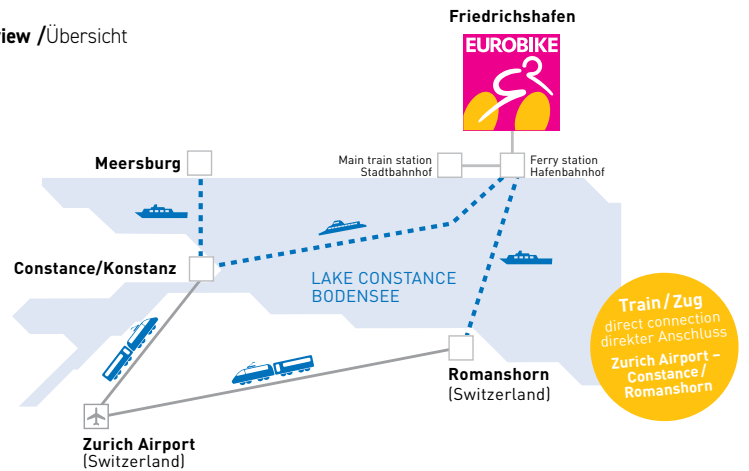 Friedrichshafen
view /Übersicht
EUROBIKE
Meersburg
Main train station
Stadtbahnhof
Ferry station
Hafenbahnhof
Constance/Konstanz
LAKE CONSTANCE
BODENSEE
Train / Zug
direct connection
direkter Anschluss
Zurich Airport –
Constance /
Romanshorn
Romanshorn
(Switzerland)
Zurich Airport
(Switzerland)